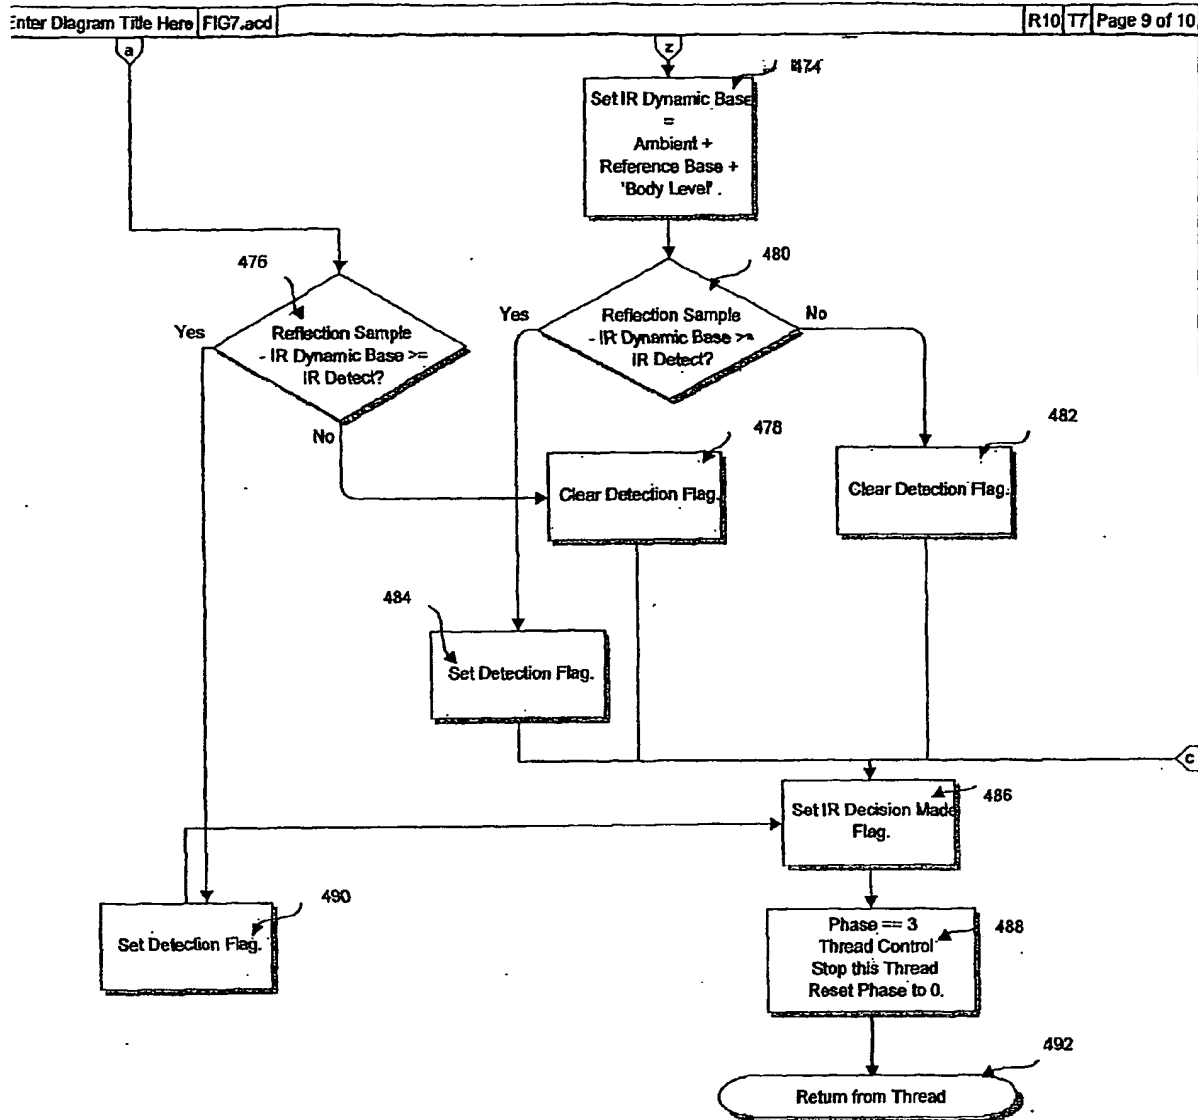 Enter Diagram Title Here FIG7.acd R10 T7 Page 9 of 10
a
z
474
Set IR Dynamic Base
=
Ambient +
Reference Base +
'Body Level' .
476
480
Yes
Reflection Sample
- IR Dynamic Base >=
IR Detect?
No
Yes
Reflection Sample
- IR Dynamic Base >=
IR Detect?
No
478
Clear Detection Flag.
482
Clear Detection Flag.
484
Set Detection Flag.
c
486
Set IR Decision Made
Flag.
490
Set Detection Flag.
Phase == 3
Thread Control
Stop this Thread
Reset Phase to 0.
488
492
Return from Thread